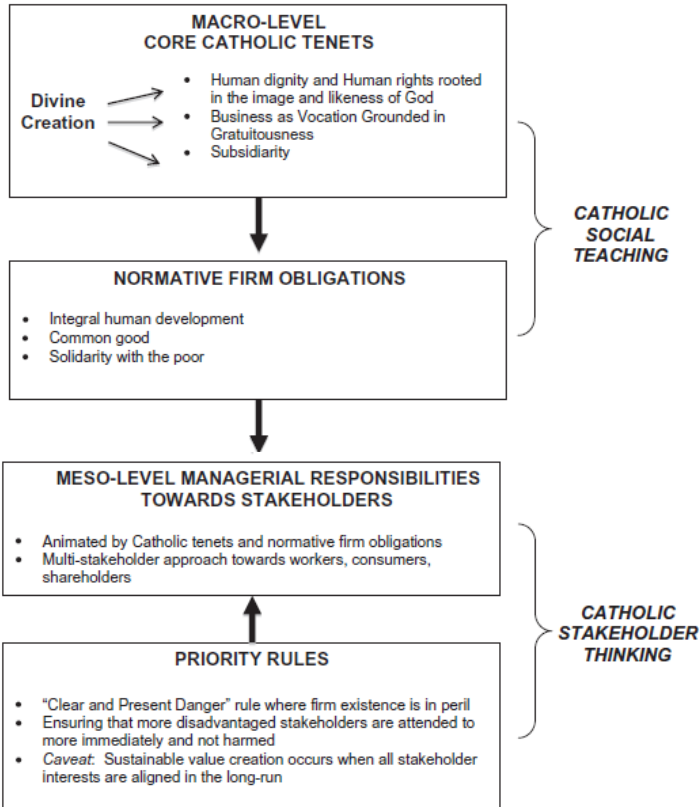 MACRO-LEVEL
CORE CATHOLIC TENETS
Divine
Creation
• Human dignity and Human rights rooted
in the image and likeness of God
• Business as Vocation Grounded in
Gratuitousness
• Subsidiarity
CATHOLIC
SOCIAL
TEACHING
NORMATIVE FIRM OBLIGATIONS
• Integral human development
• Common good
• Solidarity with the poor
MESO-LEVEL MANAGERIAL RESPONSIBILITIES
TOWARDS STAKEHOLDERS
• Animated by Catholic tenets and normative firm obligations
• Multi-stakeholder approach towards workers, consumers,
shareholders
CATHOLIC
STAKEHOLDER
THINKING
PRIORITY RULES
• “Clear and Present Danger” rule where firm existence is in peril
• Ensuring that more disadvantaged stakeholders are attended to
more immediately and not harmed
• Caveat: Sustainable value creation occurs when all stakeholder
interests are aligned in the long-run